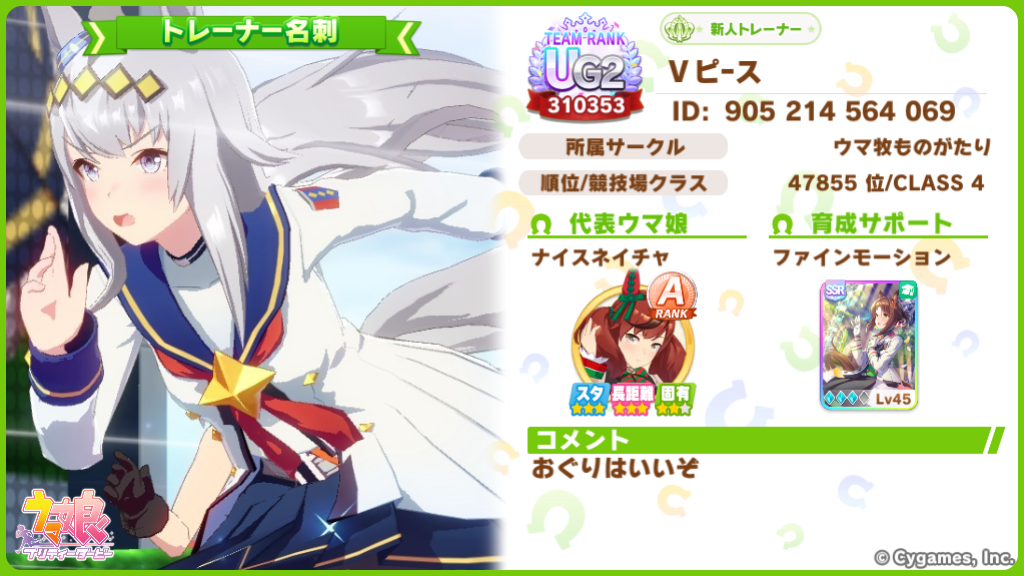 トレーナー名刺
TEAM-RANK
UG2
310353
新人トレーナー
Vピース
ID: 905 214 564 069
所属サークル
ウマ牧ものがたり
順位/競技場クラス
47855 位/CLASS 4
代表ウマ娘
育成サポート
ナイスネイチャ
ファインモーション
A
RANK
SSR
スタ 長距離 固有
Lv45
コメント
おぐりはいいぞ
ウマ娘
プリティーダービー
© Cygames, Inc.